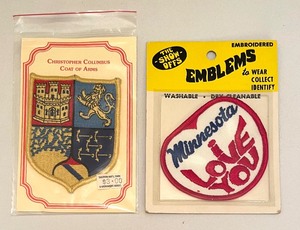 CHRISTOPHER COLUMBUS
COAT OF ARMS
$3.00
THE
"SHOW-
OFFS"
EMBROIDERED
EMBLEMS
to WEAR
COLLECT
IDENTIFY
WASHABLE • DRY CLEANABLE
Minnesota
I LOVE
YOU